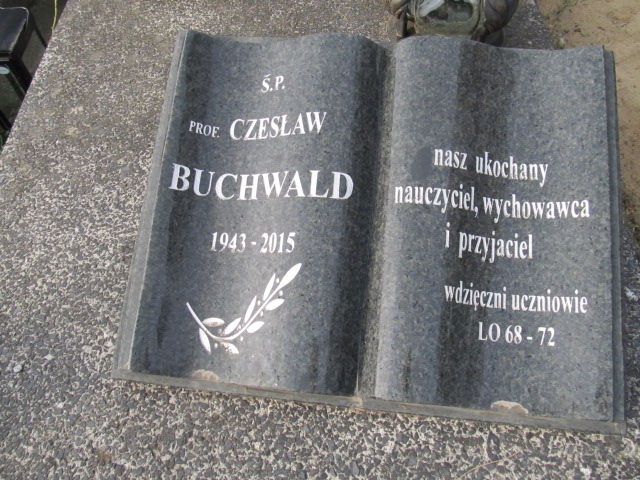 Ś.P.
PROF. CZESŁAW
BUCHWALD
1943 - 2015
nasz ukochany
nauczyciel, wychowawca
i przyjaciel
wdzięczni uczniowie
LO 68 - 72